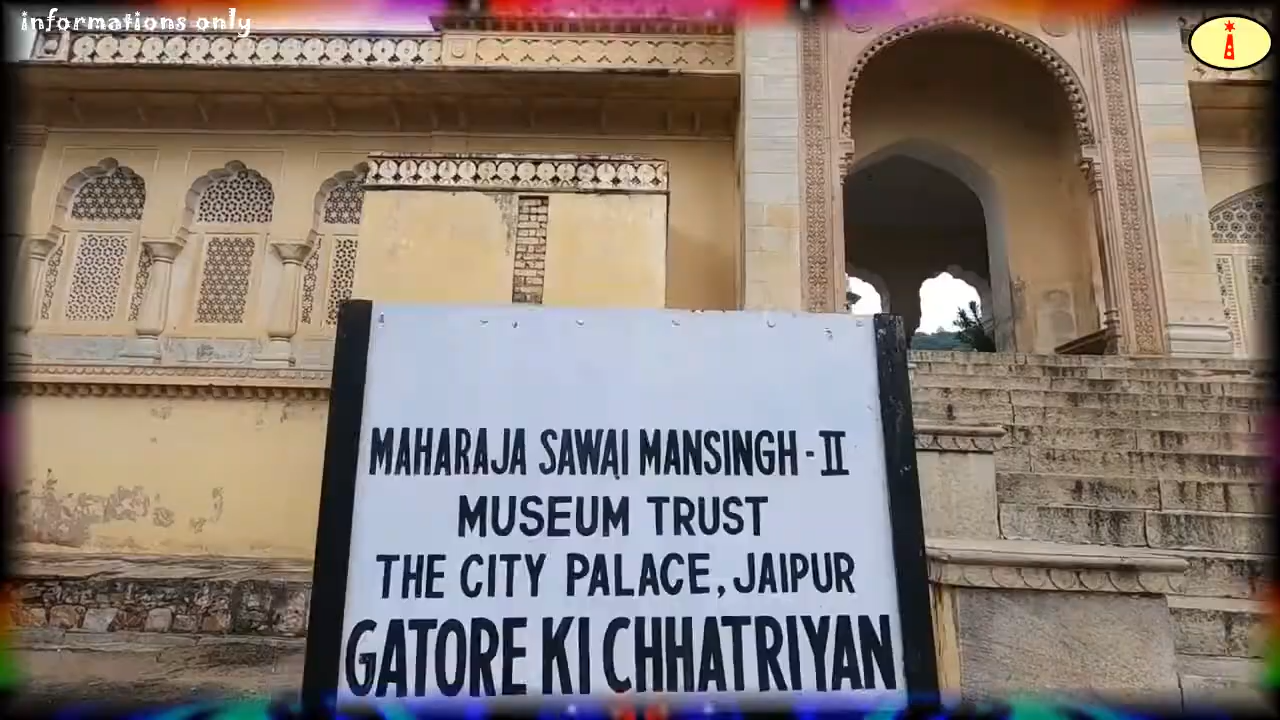 informations only
MAHARAJA SAWAI MANSINGH - II
MUSEUM TRUST
THE CITY PALACE, JAIPUR
GATORE KI CHHATRIYAN